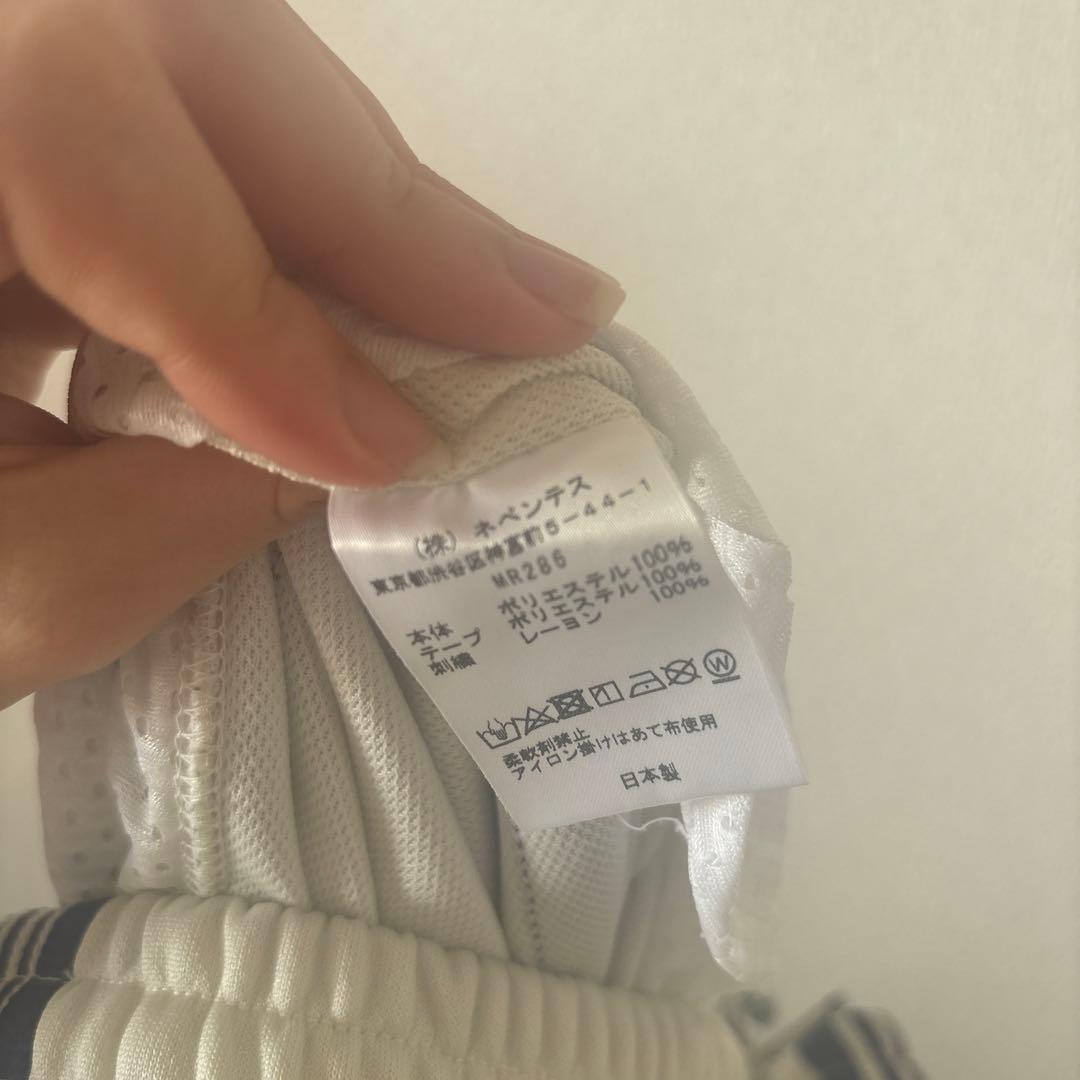 (株) ネペンテス
東京都渋谷区神宮前5-44-1
MR286
本体 ポリエステル100%
テープ ポリエステル100%
刺繍 レーヨン 100%
W
柔軟剤禁止
アイロン掛けはあて布使用
日本製